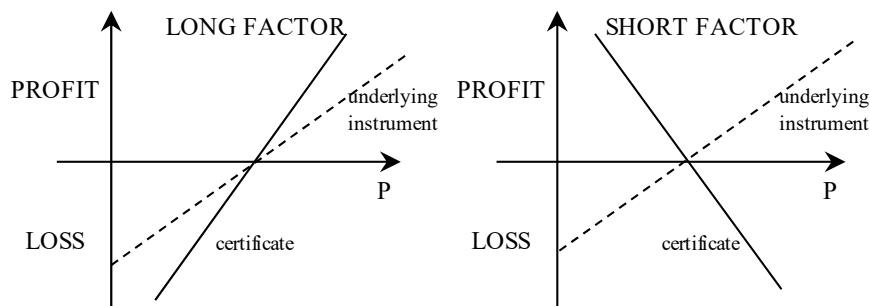 LONG FACTOR
PROFIT
underlying
instrument
P
LOSS
certificate
SHORT FACTOR
PROFIT
underlying
instrument
P
LOSS
certificate